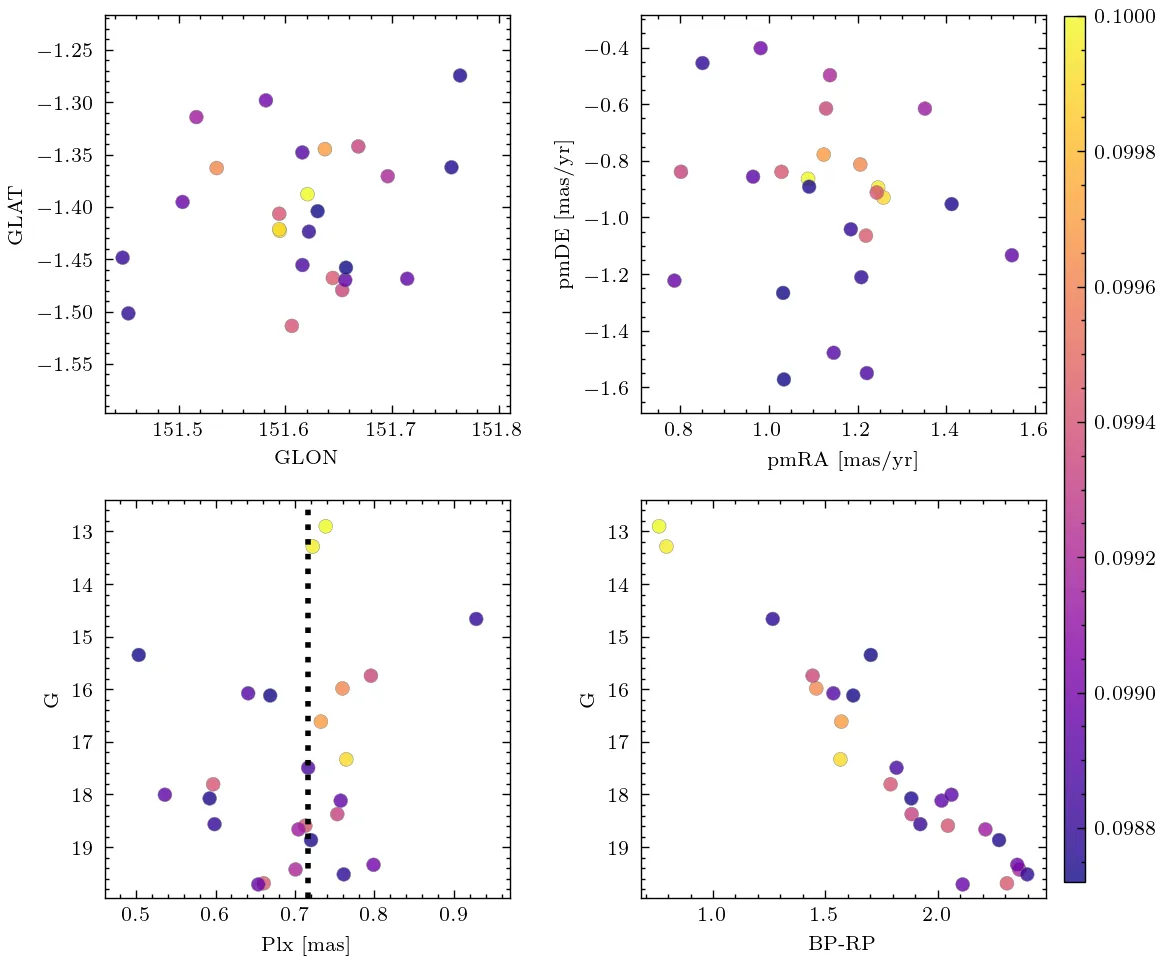 −1.25
−1.30
−1.35
−1.40
−1.45
−1.50
−1.55
GLAT
151.5 151.6 151.7 151.8
GLON
−0.4
−0.6
−0.8
−1.0
−1.2
−1.4
−1.6
pmDE [mas/yr]
0.8 1.0 1.2 1.4 1.6
pmRA [mas/yr]
0.1000
0.0998
0.0996
0.0994
0.0992
0.0990
0.0988
13
14
15
16
17
18
19
G
0.5 0.6 0.7 0.8 0.9
Plx [mas]
13
14
15
16
17
18
19
G
1.0 1.5 2.0
BP-RP